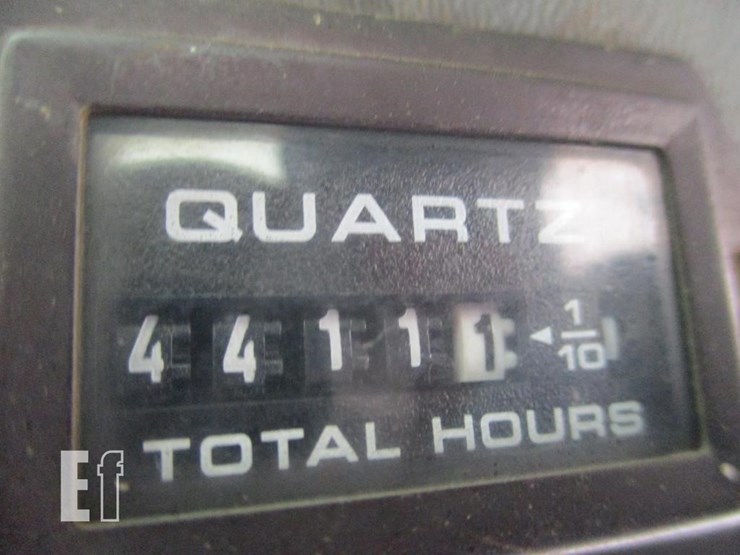 QUARTZ
44111 ◄ 1/10
TOTAL HOURS
Ef